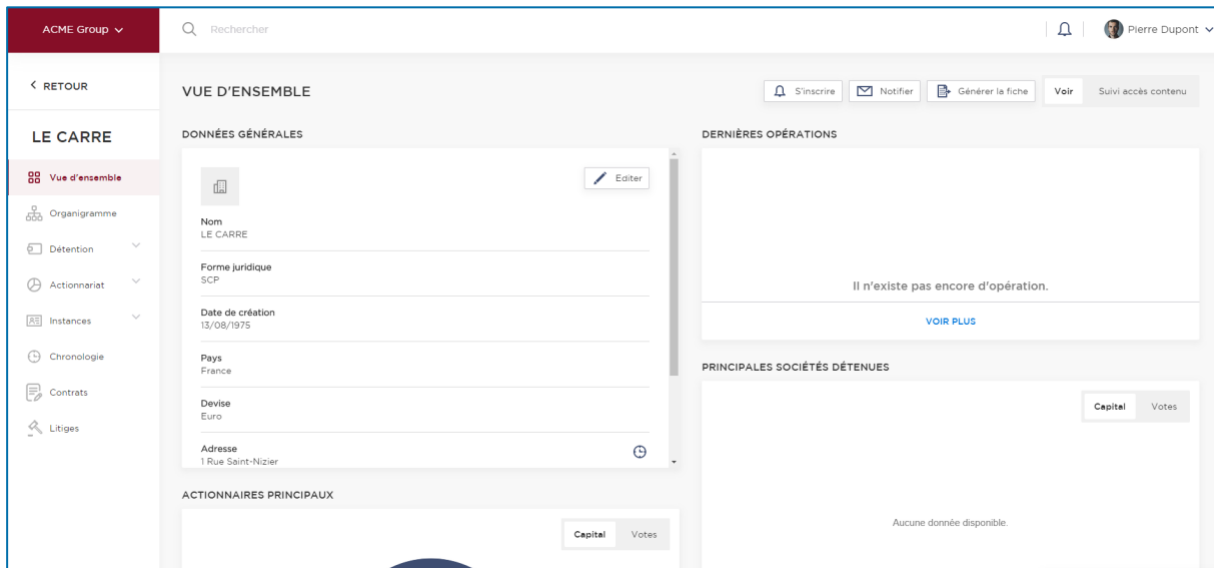 ACME Group
Rechercher
Pierre Dupont
RETOUR
LE CARRE
Vue d'ensemble
Organigramme
Détention
Actionnariat
Instances
Chronologie
Contrats
Litiges
VUE D'ENSEMBLE
S'inscrire
Notifier
Générer la fiche
Voir
Suivi accès contenu
DONNÉES GÉNÉRALES
Editer
Nom
LE CARRE
Forme juridique
SCP
Date de création
13/08/1975
Pays
France
Devise
Euro
Adresse
1 Rue Saint-Nizier
ACTIONNAIRES PRINCIPAUX
Capital
Votes
DERNIÈRES OPÉRATIONS
Il n'existe pas encore d'opération.
VOIR PLUS
PRINCIPALES SOCIÉTÉS DÉTENUES
Capital
Votes
Aucune donnée disponible.